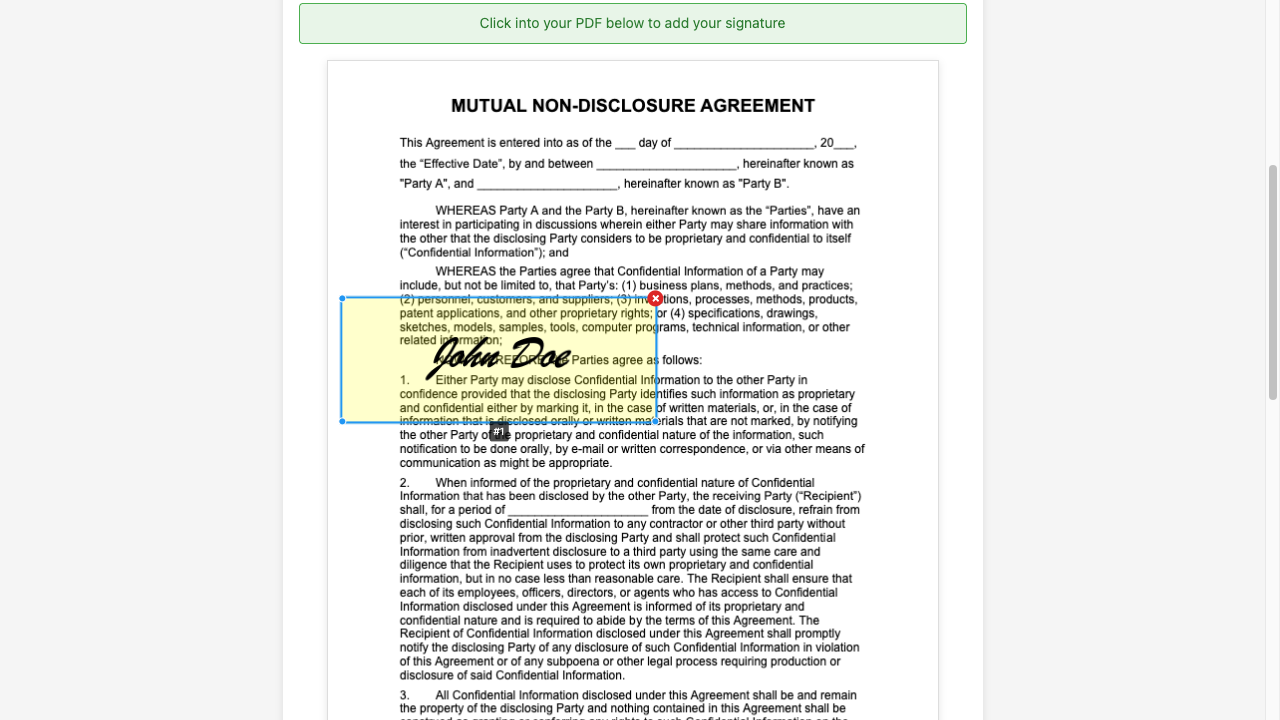 Click into your PDF below to add your signature
MUTUAL NON-DISCLOSURE AGREEMENT
This Agreement is entered into as of the ___ day of ______________________, 20___,
the “Effective Date”, by and between ______________________, hereinafter known as
"Party A", and ______________________, hereinafter known as "Party B".
WHEREAS Party A and the Party B, hereinafter known as the “Parties”, have an
interest in participating in discussions wherein either Party may share information with
the other that the disclosing Party considers to be proprietary and confidential to itself
(“Confidential Information”); and
WHEREAS the Parties agree that Confidential Information of a Party may
include, but not be limited to, that Party’s: (1) business plans, methods, and practices;
(2) personnel, customers, and suppliers; (3) inventions, processes, methods, products,
patent applications, and other proprietary rights; or (4) specifications, drawings,
sketches, models, samples, tools, computer programs, technical information, or other
related information;
John Doe
THEREFORE the Parties agree as follows:
1. Either Party may disclose Confidential Information to the other Party in
confidence provided that the disclosing Party identifies such information as proprietary
and confidential either by marking it, in the case of written materials, or, in the case of
information that is disclosed orally or written materials that are not marked, by notifying
#1
the other Party of the proprietary and confidential nature of the information, such
notification to be done orally, by e-mail or written correspondence, or via other means of
communication as might be appropriate.
2. When informed of the proprietary and confidential nature of Confidential
Information that has been disclosed by the other Party, the receiving Party (“Recipient”)
shall, for a period of ______________________ from the date of disclosure, refrain from
disclosing such Confidential Information to any contractor or other third party without
prior, written approval from the disclosing Party and shall protect such Confidential
Information from inadvertent disclosure to a third party using the same care and
diligence that the Recipient uses to protect its own proprietary and confidential
information, but in no case less than reasonable care. The Recipient shall ensure that
each of its employees, officers, directors, or agents who has access to Confidential
Information disclosed under this Agreement is informed of its proprietary and
confidential nature and is required to abide by the terms of this Agreement. The
Recipient of Confidential Information disclosed under this Agreement shall promptly
notify the disclosing Party of any disclosure of such Confidential Information in violation
of this Agreement or of any subpoena or other legal process requiring production or
disclosure of said Confidential Information.
3. All Confidential Information disclosed under this Agreement shall be and remain
the property of the disclosing Party and nothing contained in this Agreement shall be